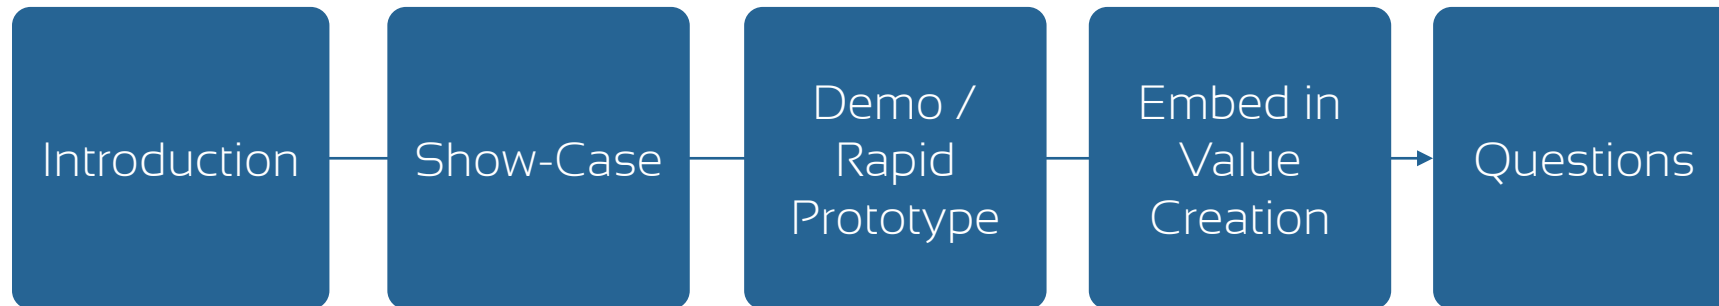 Introduction
Show-Case
Demo /
Rapid
Prototype
Embed in
Value
Creation
Questions